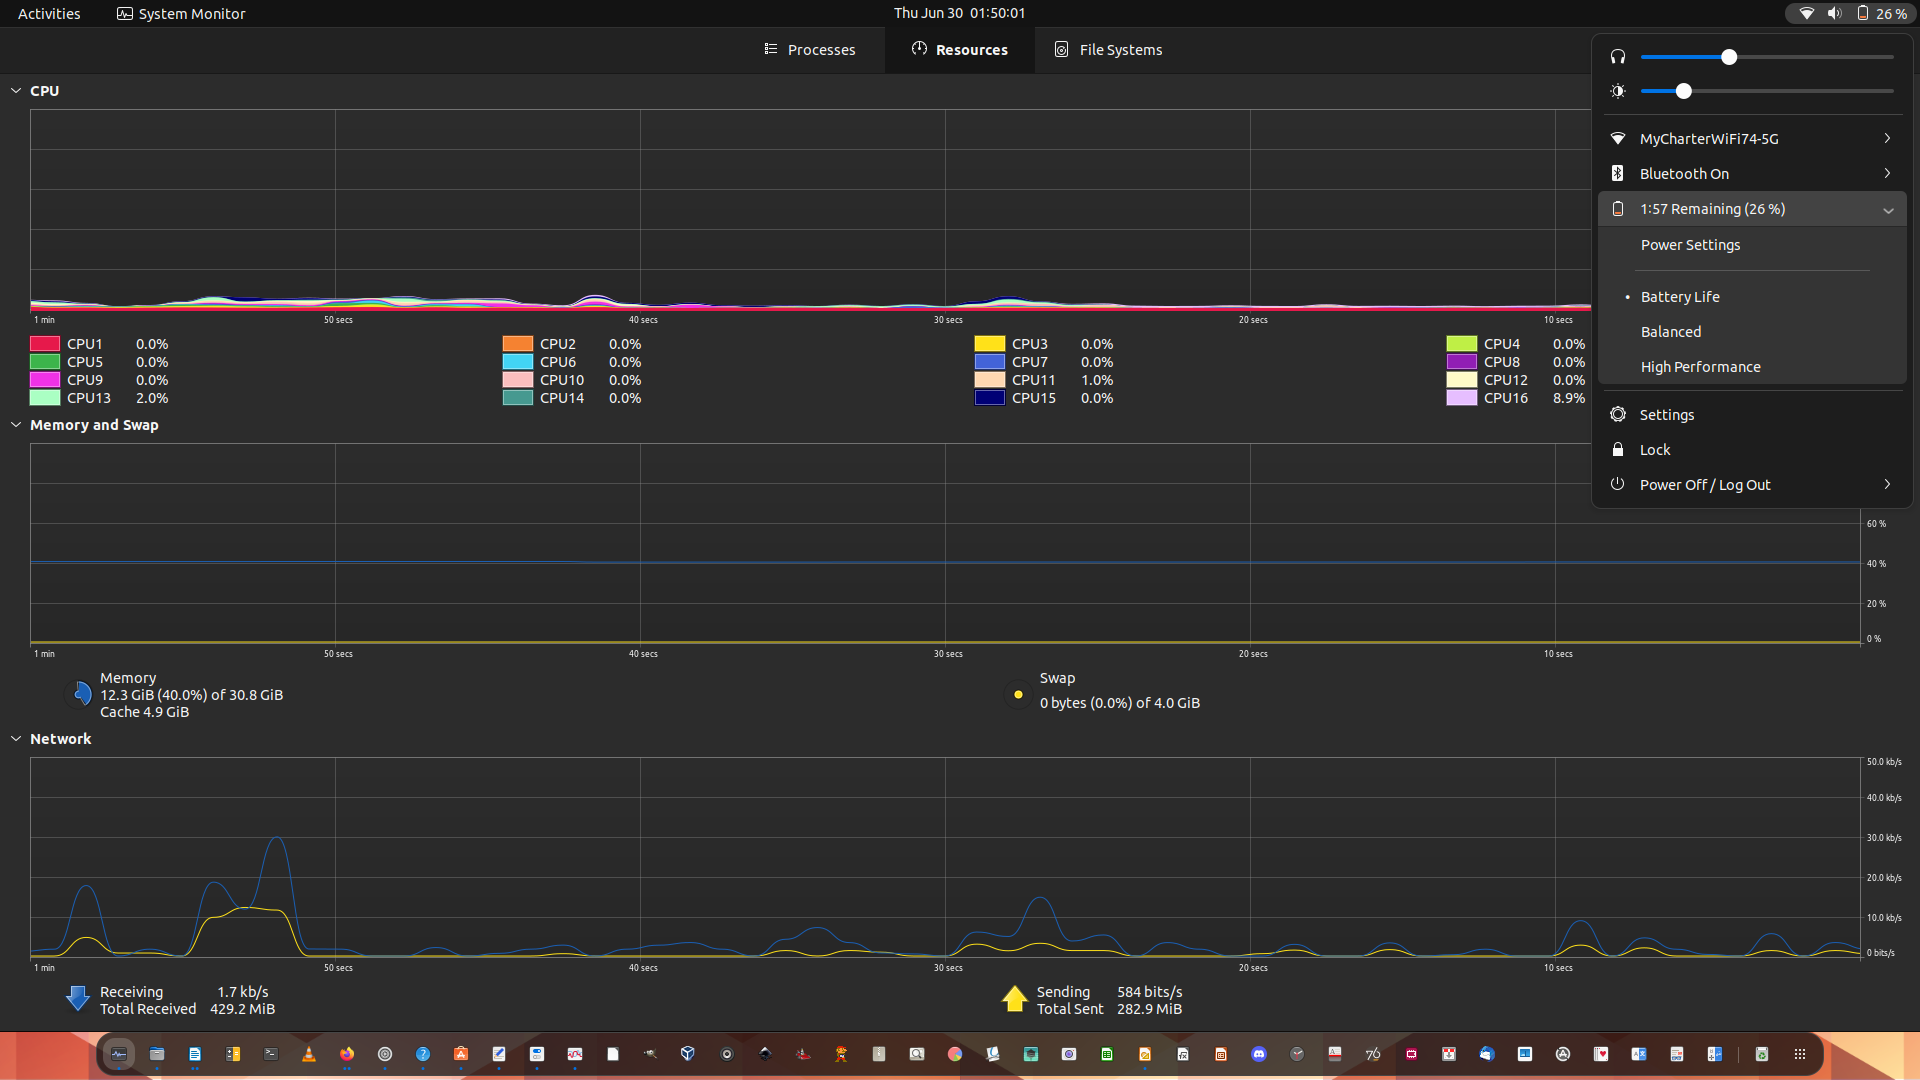 Activities
System Monitor
Thu Jun 30 01:50:01
26 %
Processes
Resources
File Systems
CPU
1 min
50 secs
40 secs
30 secs
20 secs
10 secs
CPU1 0.0%
CPU2 0.0%
CPU3 0.0%
CPU4 0.0%
CPU5 0.0%
CPU6 0.0%
CPU7 0.0%
CPU8 0.0%
CPU9 0.0%
CPU10 0.0%
CPU11 1.0%
CPU12 0.0%
CPU13 2.0%
CPU14 0.0%
CPU15 0.0%
CPU16 8.9%
MyCharterWiFi74-5G
Bluetooth On
1:57 Remaining (26 %)
Power Settings
• Battery Life
Balanced
High Performance
Settings
Lock
Power Off / Log Out
Memory and Swap
60 %
40 %
20 %
0 %
1 min
50 secs
40 secs
30 secs
20 secs
10 secs
Memory
12.3 GiB (40.0%) of 30.8 GiB
Cache 4.9 GiB
Swap
0 bytes (0.0%) of 4.0 GiB
Network
50.0 kb/s
40.0 kb/s
30.0 kb/s
20.0 kb/s
10.0 kb/s
0 bits/s
1 min
50 secs
40 secs
30 secs
20 secs
10 secs
Receiving 1.7 kb/s
Total Received 429.2 MiB
Sending 584 bits/s
Total Sent 282.9 MiB
76